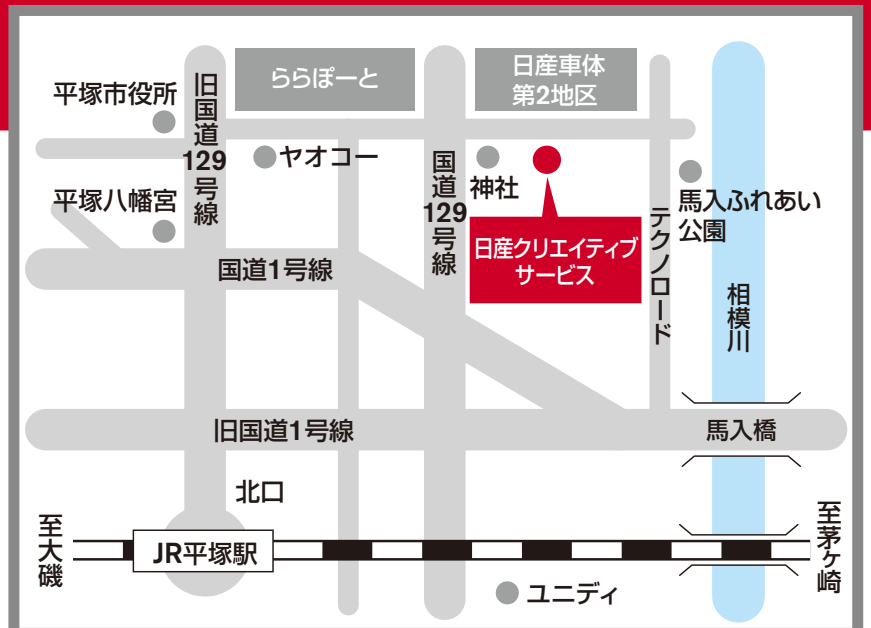 ららぽーと
日産車体
第2地区
平塚市役所
旧国道129号線
ヤオコー
国道129号線
神社
馬入ふれあい
公園
平塚八幡宮
日産クリエイティブ
サービス
テクノロード
国道1号線
相模川
旧国道1号線
馬入橋
北口
至大磯
JR平塚駅
至茅ヶ崎
ユニディ